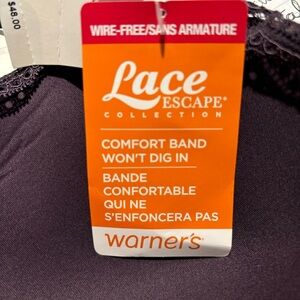 $48.00
WIRE-FREE/SANS ARMATURE
Lace
ESCAPE®
COLLECTION
COMFORT BAND
WON'T DIG IN
BANDE
CONFORTABLE
QUI NE
S'ENFONCERA PAS
warner's